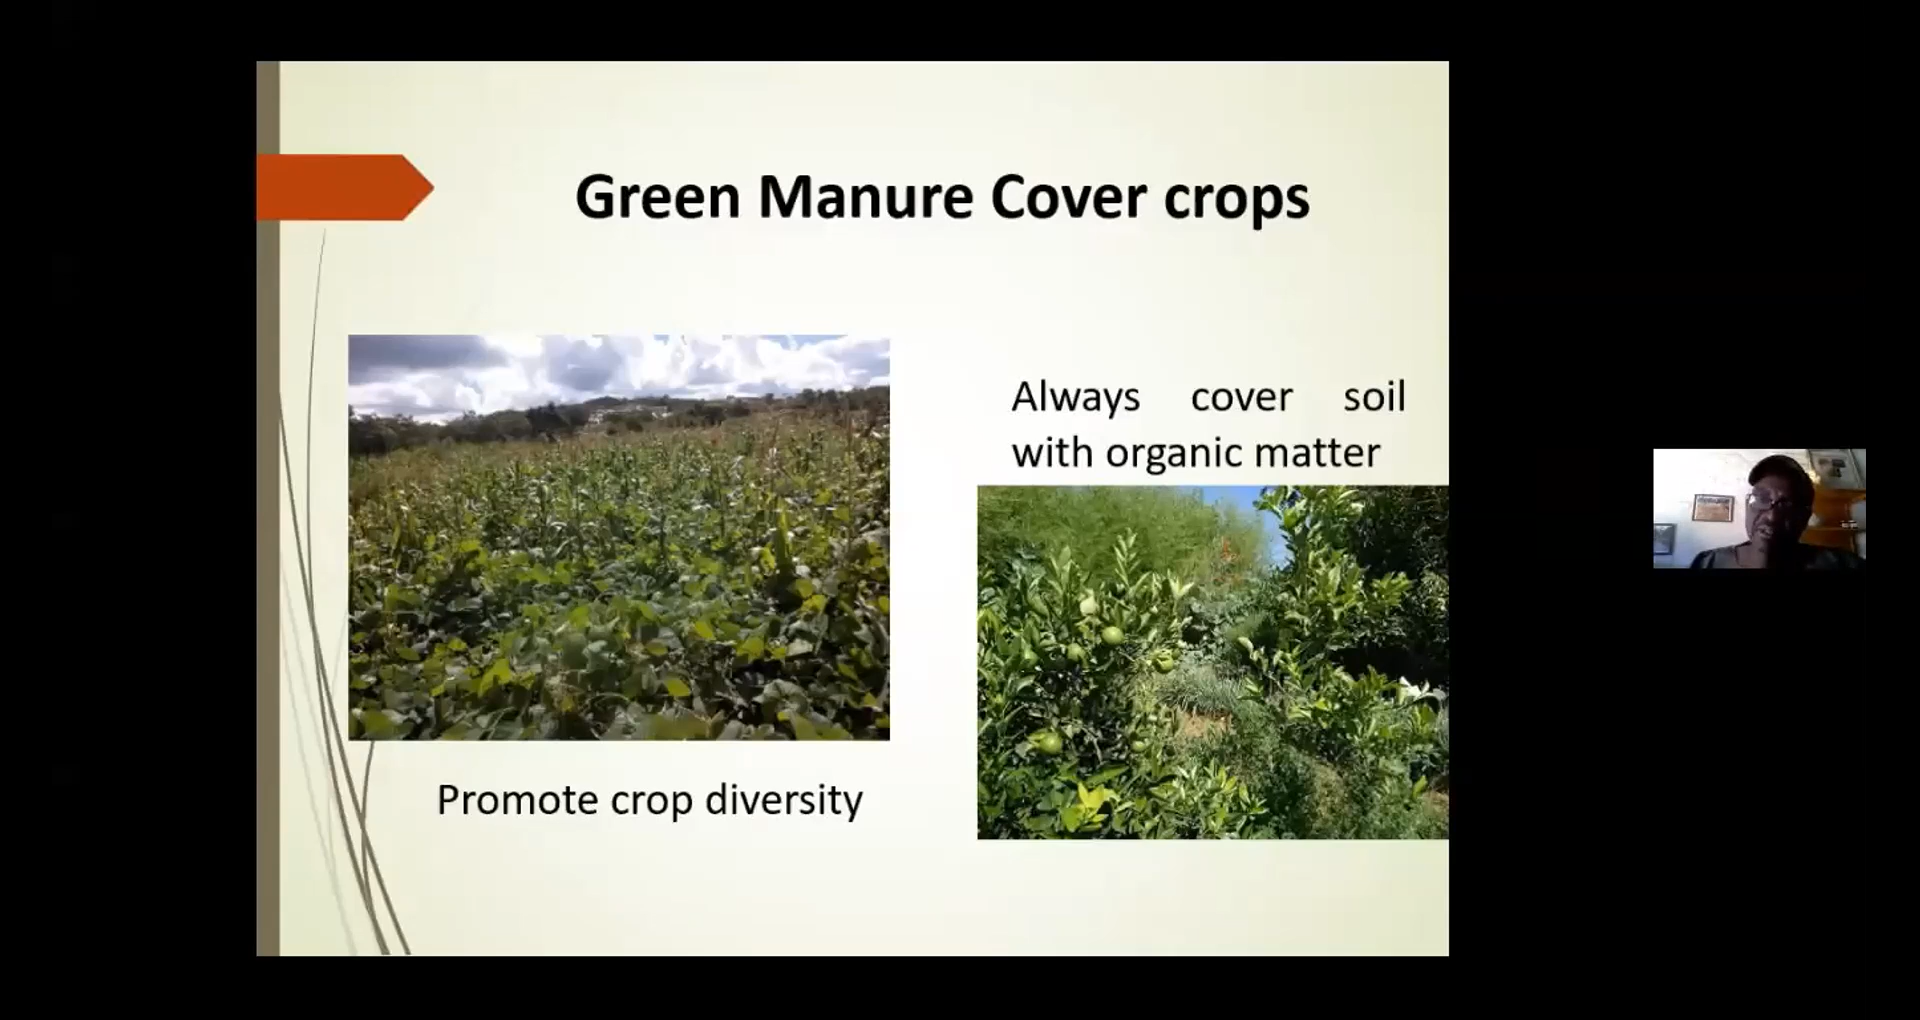 Green Manure Cover crops
Always cover soil
with organic matter
Promote crop diversity